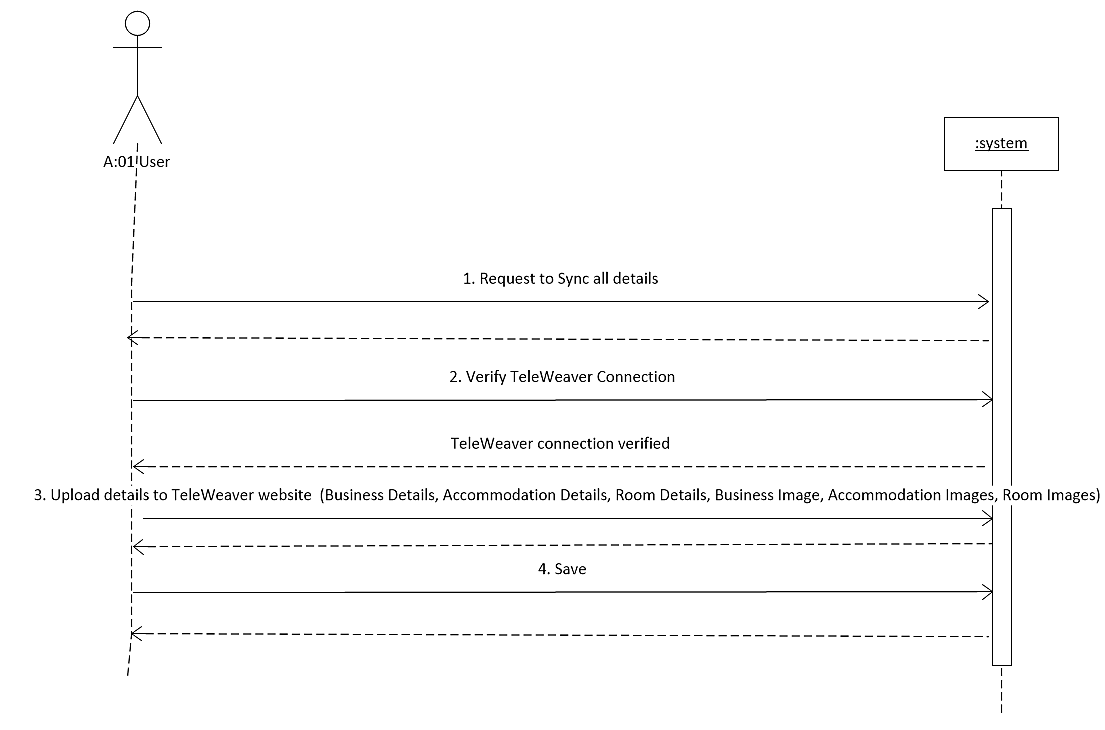 A:01 User
:system
1. Request to Sync all details
2. Verify TeleWeaver Connection
TeleWeaver connection verified
3. Upload details to TeleWeaver website  (Business Details, Accommodation Details, Room Details, Business Image, Accommodation Images, Room Images)
4. Save